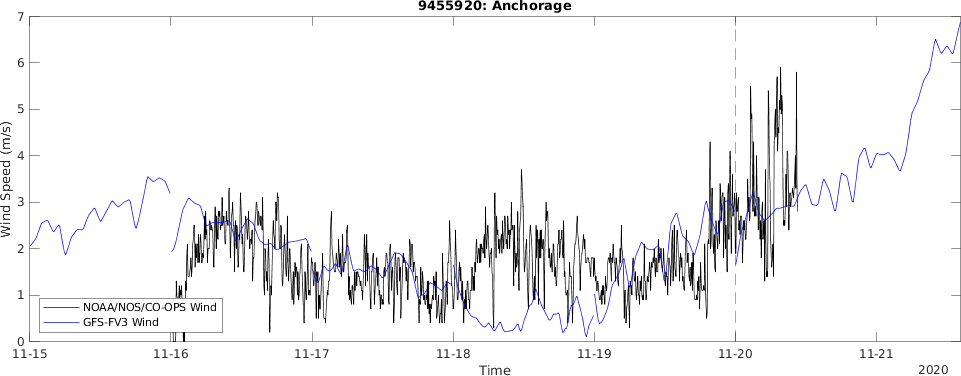 9455920: Anchorage
7
6
5
4
3
2
1
0
Wind Speed (m/s)
NOAA/NOS/CO-OPS Wind
GFS-FV3 Wind
11-15 11-16 11-17 11-18 11-19 11-20 11-21
Time
2020